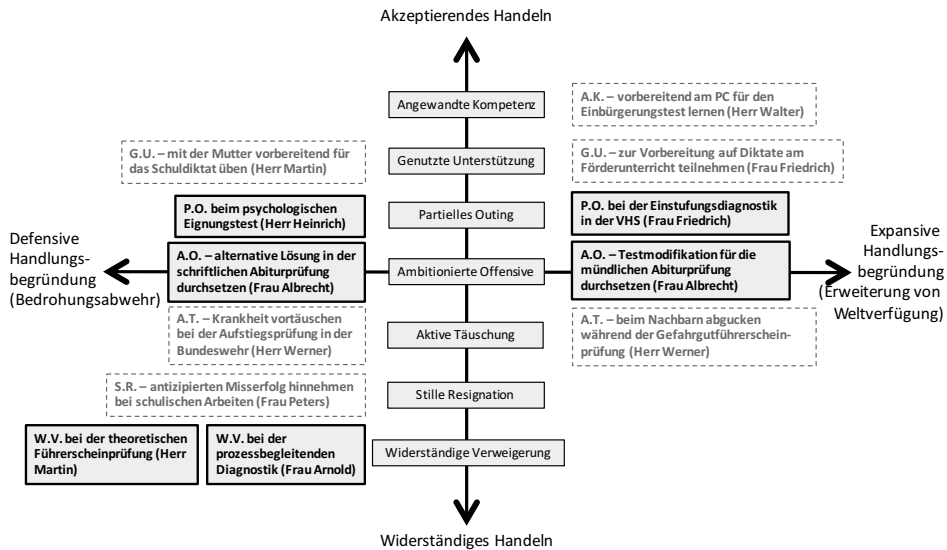 Akzeptierendes Handeln
Angewandte Kompetenz
A.K. – vorbereitend am PC für den
Einbürgerungstest lernen (Herr Walter)
G.U. – mit der Mutter vorbereitend für
das Schuldiktat üben (Herr Martin)
Genutzte Unterstützung
G.U. – zur Vorbereitung auf Diktate am
Förderunterricht teilnehmen (Frau Friedrich)
P.O. beim psychologischen
Eignungstest (Herr Heinrich)
Partielles Outing
P.O. bei der Einstufungsdiagnostik
in der VHS (Frau Friedrich)
Defensive
Handlungs-
begründung
(Bedrohungsabwehr)
A.O. – alternative Lösung in der
schriftlichen Abiturprüfung
durchsetzen (Frau Albrecht)
Ambitionierte Offensive
A.O. – Testmodifikation für die
mündlichen Abiturprüfung
durchsetzen (Frau Albrecht)
Expansive
Handlungs-
begründung
(Erweiterung von
Weltverfügung)
A.T. – Krankheit vortäuschen
bei der Aufstiegsprüfung in der
Bundeswehr (Herr Werner)
Aktive Täuschung
A.T. – beim Nachbarn abgucken
während der Gefahrgutführerschein-
prüfung (Herr Werner)
S.R. – antizipierten Misserfolg hinnehmen
bei schulischen Arbeiten (Frau Peters)
Stille Resignation
W.V. bei der theoretischen
Führerscheinprüfung (Herr
Martin)
W.V. bei der
prozessbegleitenden
Diagnostik (Frau Arnold)
Widerständige Verweigerung
Widerständiges Handeln